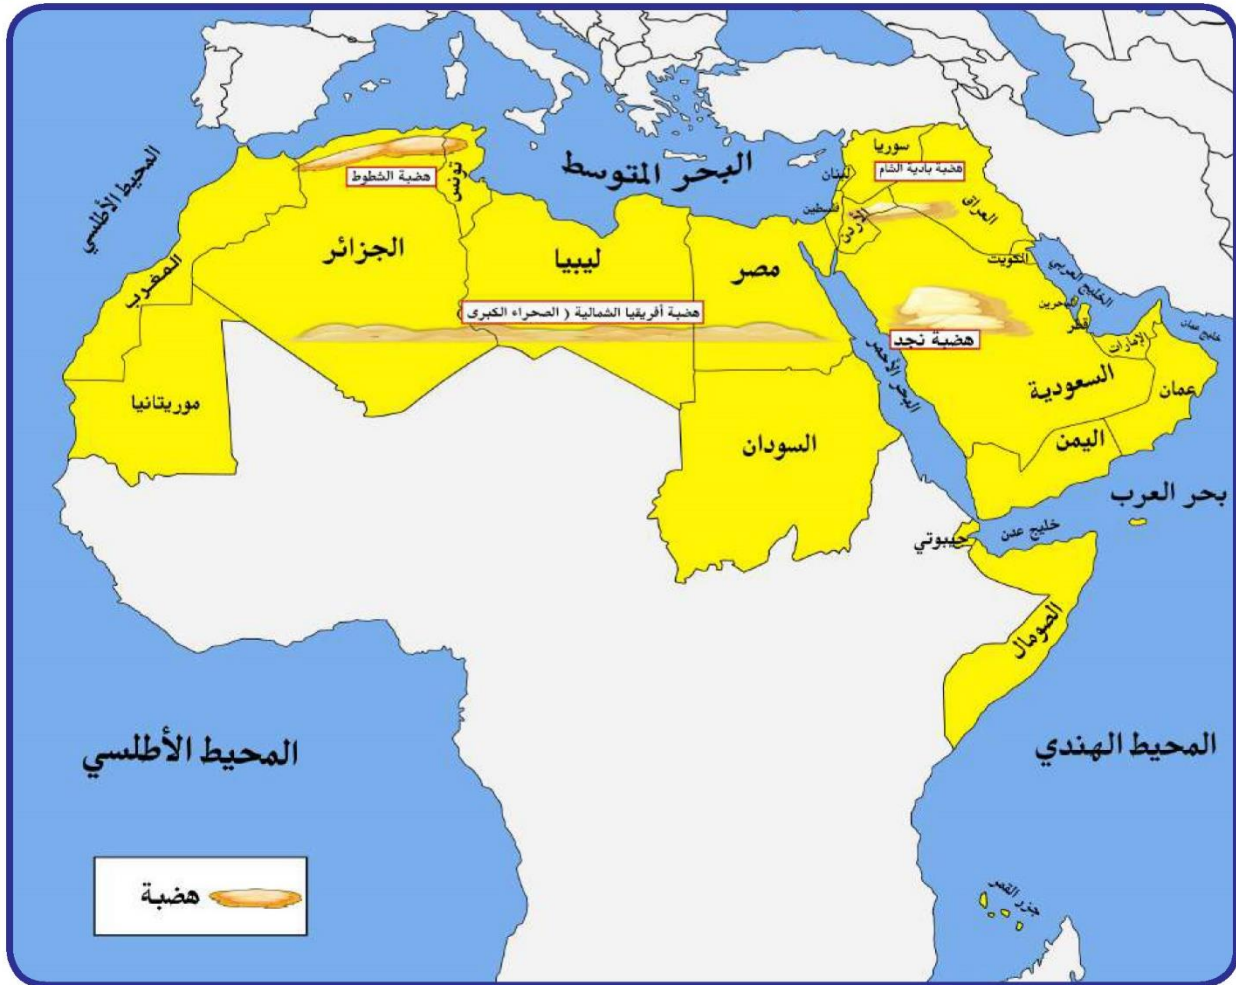 المحيط الأطلسي
البحر المتوسط
سوريا
هضبة بادية الشام
لبنان
العراق
فلسطين
الأردن
هضبة الشطوط
تونس
الجزائر
ليبيا
مصر
المغرب
الكويت
الخليج العربي
البحرين
قطر
الإمارات
خليج عمان
هضبة أفريقيا الشمالية ( الصحراء الكبرى
هضبة نجد
البحر الأحمر
السعودية
عمان
موريتانيا
السودان
اليمن
بحر العرب
خليج عدن
جيبوتي
الصومال
المحيط الأطلسي
المحيط الهندي
جزر القمر
هضبة